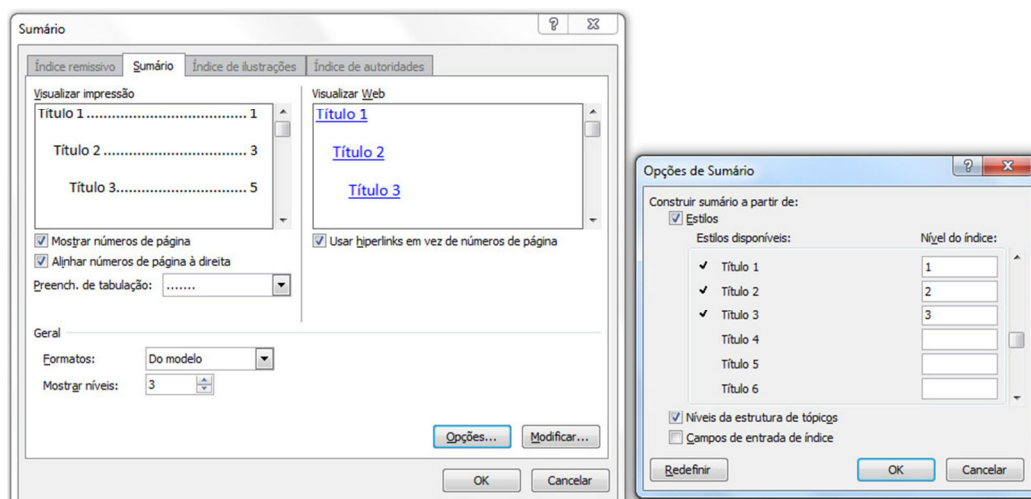 Sumário
Índice remissivo Sumário Índice de ilustrações Índice de autoridades
Visualizar impressão
Título 1 ...................................... 1
Título 2 .................................. 3
Título 3................................ 5
Mostrar números de página
Alinhar números de página à direita
Preench. de tabulação: .......
Visualizar Web
Título 1
Título 2
Título 3
Usar hiperlinks em vez de números de página
Geral
Formatos: Do modelo
Mostrar níveis: 3
Opções... Modificar...
OK Cancelar
Opções de Sumário
Construir sumário a partir de:
Estilos
Estilos disponíveis: Nível do índice:
Título 1 1
Título 2 2
Título 3 3
Título 4
Título 5
Título 6
Níveis da estrutura de tópicos
Campos de entrada de índice
Redefinir OK Cancelar